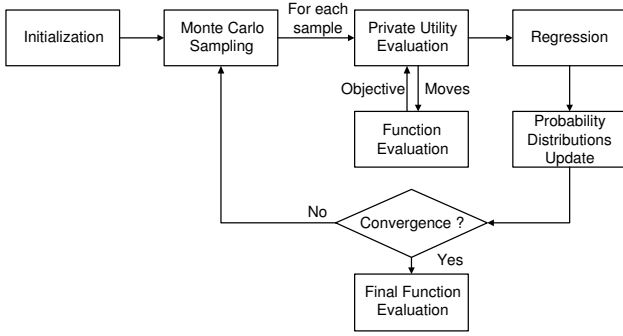 Initialization
Monte Carlo
Sampling
For each
sample
Private Utility
Evaluation
Regression
Objective
Moves
Function
Evaluation
Probability
Distributions
Update
No
Convergence ?
Yes
Final Function
Evaluation